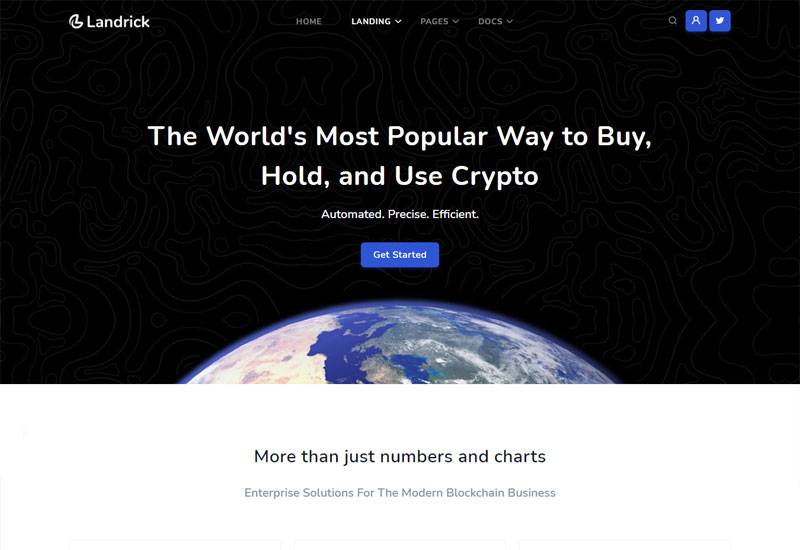 Landrick
HOME LANDING PAGES DOCS
The World's Most Popular Way to Buy,
Hold, and Use Crypto
Automated. Precise. Efficient.
Get Started
More than just numbers and charts
Enterprise Solutions For The Modern Blockchain Business